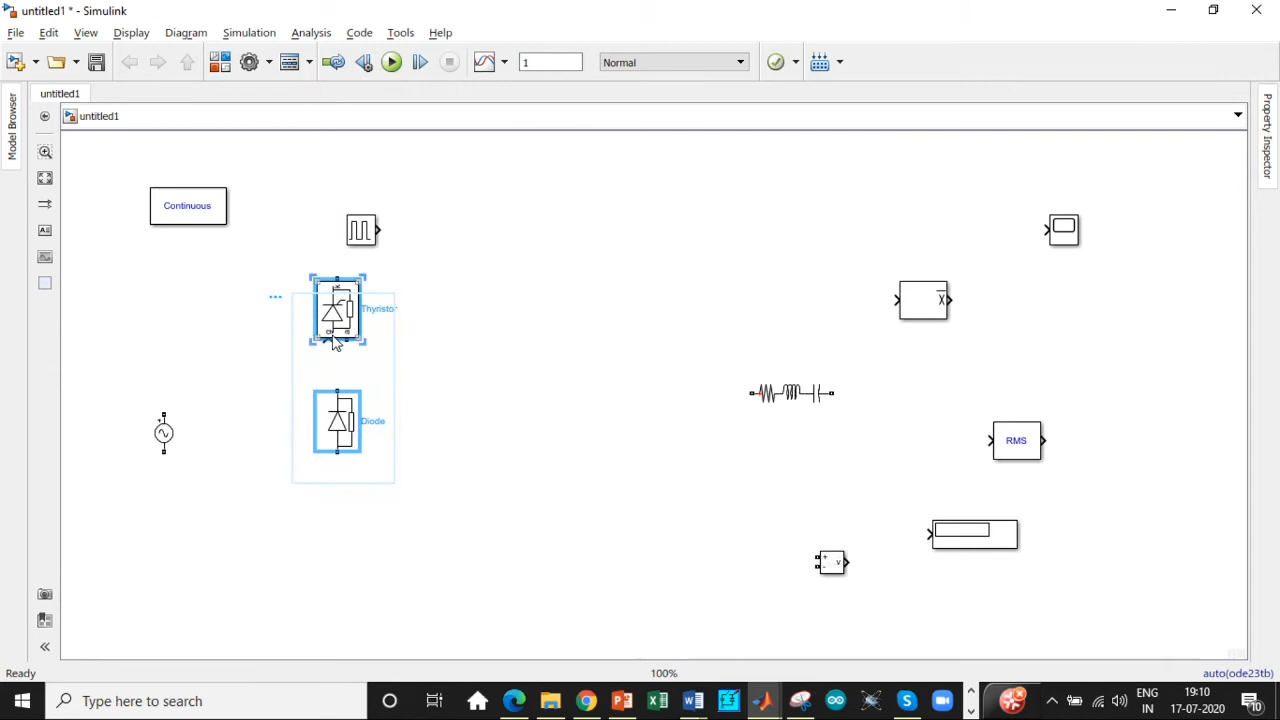 untitled1 * - Simulink
File Edit View Display Diagram Simulation Analysis Code Tools Help
1
Normal
untitled1
Model Browser
untitled1
Property Inspector
Continuous
Thyristor
X
Diode
RMS
+
-
v
Ready
100%
auto(ode23tb)
Type here to search
ENG
IN
19:10
17-07-2020
10